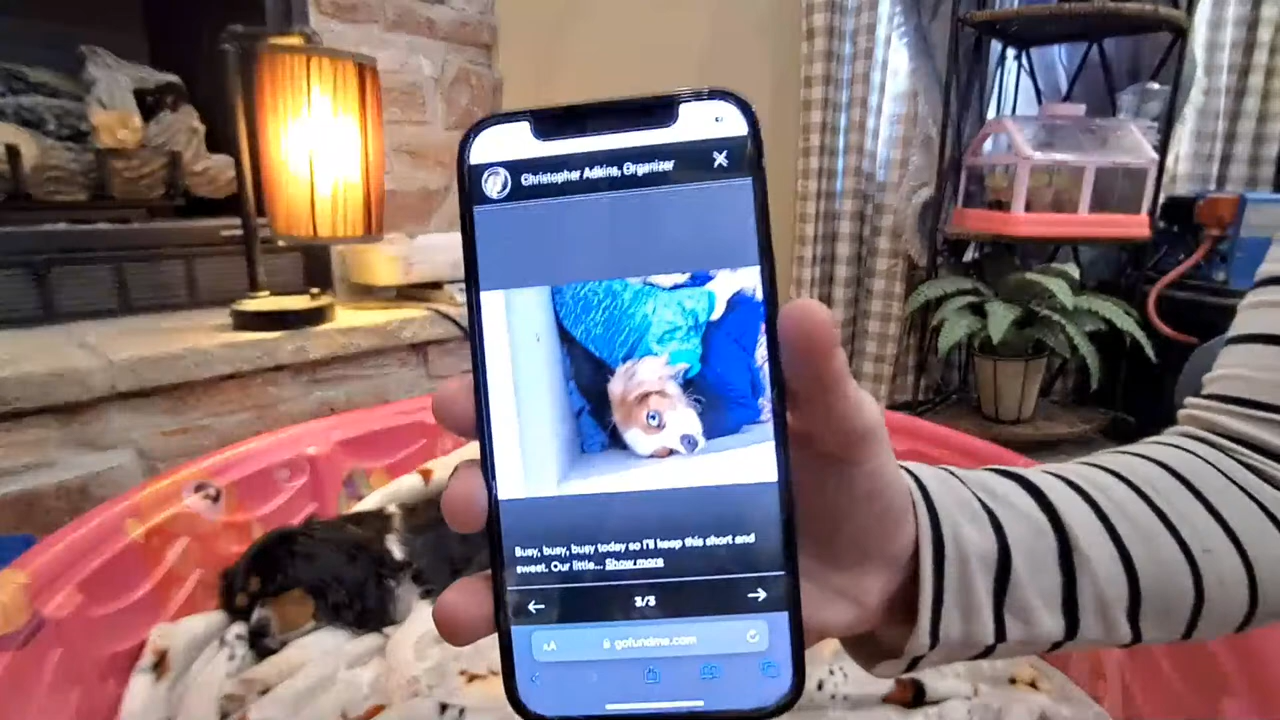 Christopher Adkins, Organizer
Busy, busy, busy today so I'll keep this short and
sweet. Our little... Show more
3/3
AA
gofundme.com